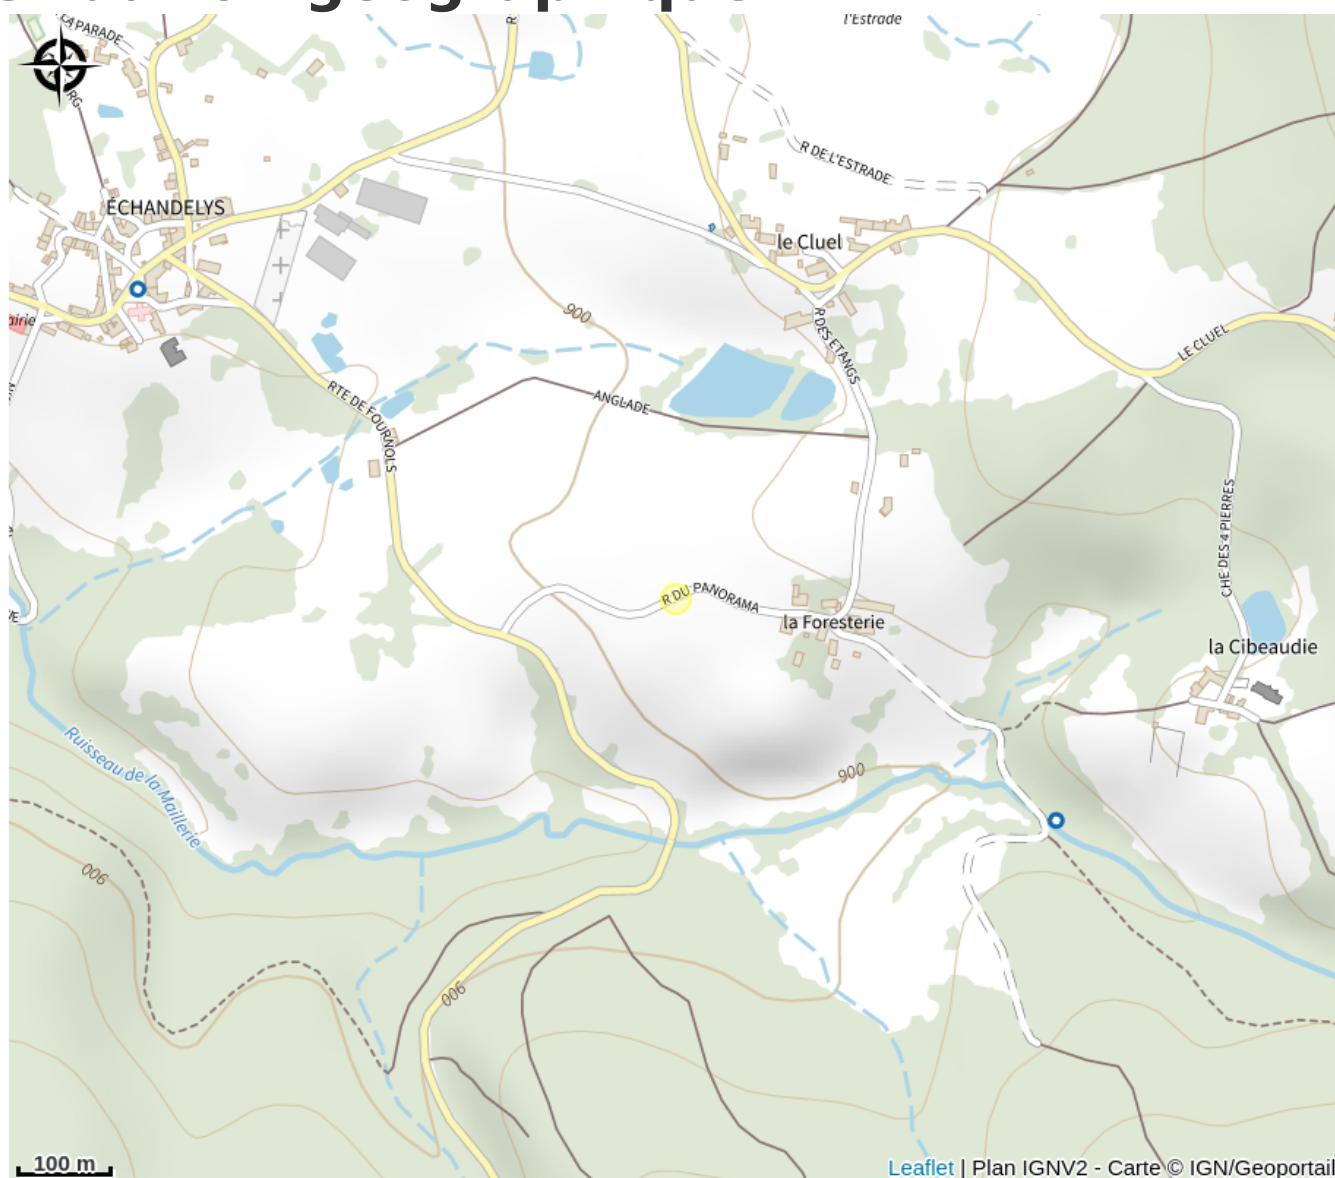 l'Estrade
LA PARADE
R DE L'ESTRADE
ÉCHANDELYS
le Cluel
900
airie
R DES ETANGS
LE CLUEL
RTE DE FOURNOLS
ANGLADE
CHE DES 4 PIERRES
R DU PANORAMA
la Foresterie
la Cibeaudie
Ruisseau de la Maillerie
900
900
900
100 m
Leaflet | Plan IGNV2 - Carte © IGN/Geoportail